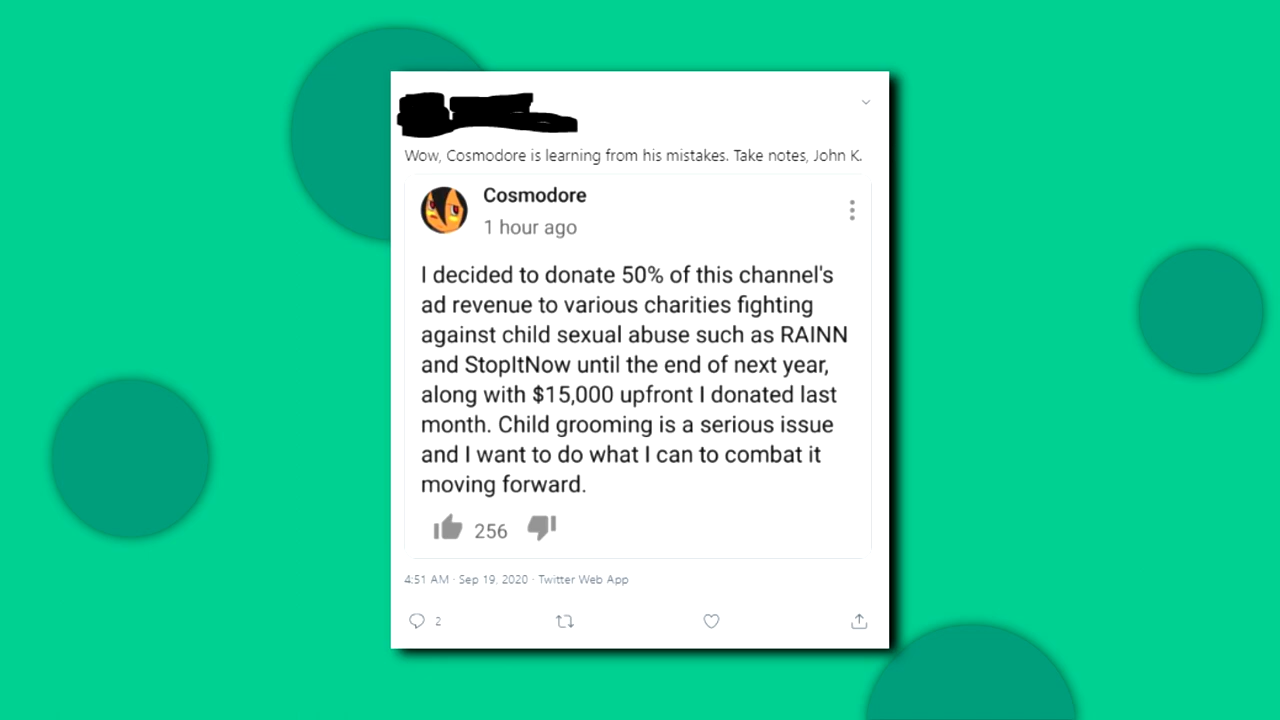 Wow, Cosmodore is learning from his mistakes. Take notes, John K.
Cosmodore
1 hour ago
I decided to donate 50% of this channel's
ad revenue to various charities fighting
against child sexual abuse such as RAINN
and StopItNow until the end of next year,
along with $15,000 upfront I donated last
month. Child grooming is a serious issue
and I want to do what I can to combat it
moving forward.
256
4:51 AM · Sep 19, 2020 · Twitter Web App
2